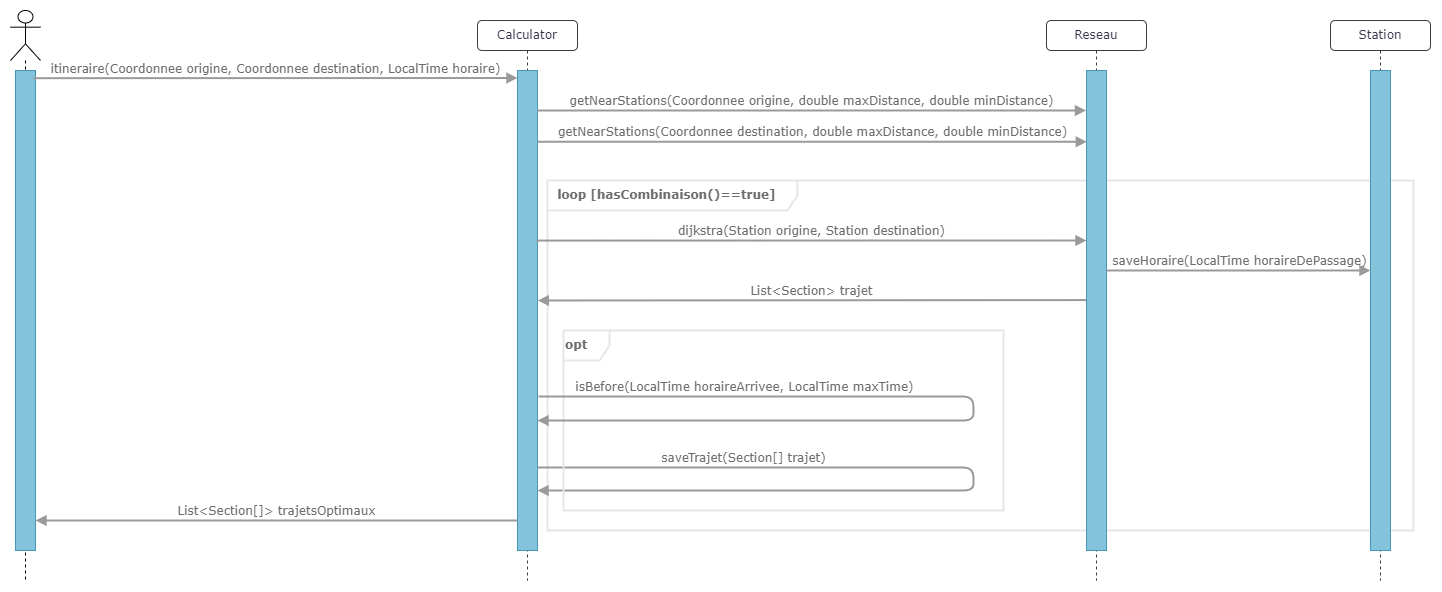 Calculator
Reseau
Station
itineraire(Coordonnee origine, Coordonnee destination, LocalTime horaire)
getNearStations(Coordonnee origine, double maxDistance, double minDistance)
getNearStations(Coordonnee destination, double maxDistance, double minDistance)
loop [hasCombinaison()==true]
dijkstra(Station origine, Station destination)
saveHoraire(LocalTime horaireDePassage)
List<Section> trajet
opt
isBefore(LocalTime horaireArrivee, LocalTime maxTime)
saveTrajet(Section[] trajet)
List<Section[]> trajetsOptimaux